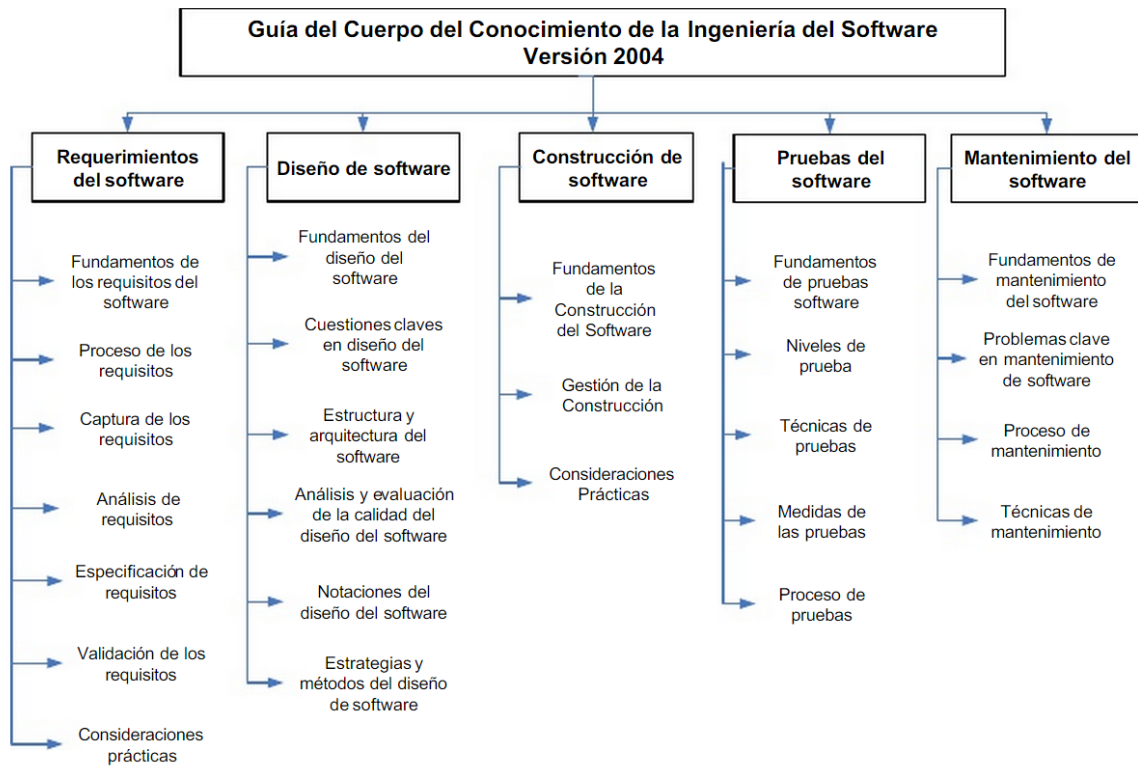 Guía del Cuerpo del Conocimiento de la Ingeniería del Software
Versión 2004
Requerimientos
del software
Fundamentos de
los requisitos del
software
Proceso de los
requisitos
Captura de los
requisitos
Análisis de
requisitos
Especificación de
requisitos
Validación de los
requisitos
Consideraciones
prácticas
Diseño de software
Fundamentos del
diseño del
software
Cuestiones claves
en diseño del
software
Estructura y
arquitectura del
software
Análisis y evaluación
de la calidad del
diseño del software
Notaciones del
diseño del software
Estrategias y
métodos del diseño
de software
Construcción de
software
Fundamentos
de la
Construcción
del Software
Gestión de la
Construcción
Consideraciones
Prácticas
Pruebas del
software
Fundamentos
de pruebas
software
Niveles de
prueba
Técnicas de
pruebas
Medidas de
las pruebas
Proceso de
pruebas
Mantenimiento del
software
Fundamentos de
mantenimiento
del software
Problemas clave
en mantenimiento
de software
Proceso de
mantenimiento
Técnicas de
mantenimiento